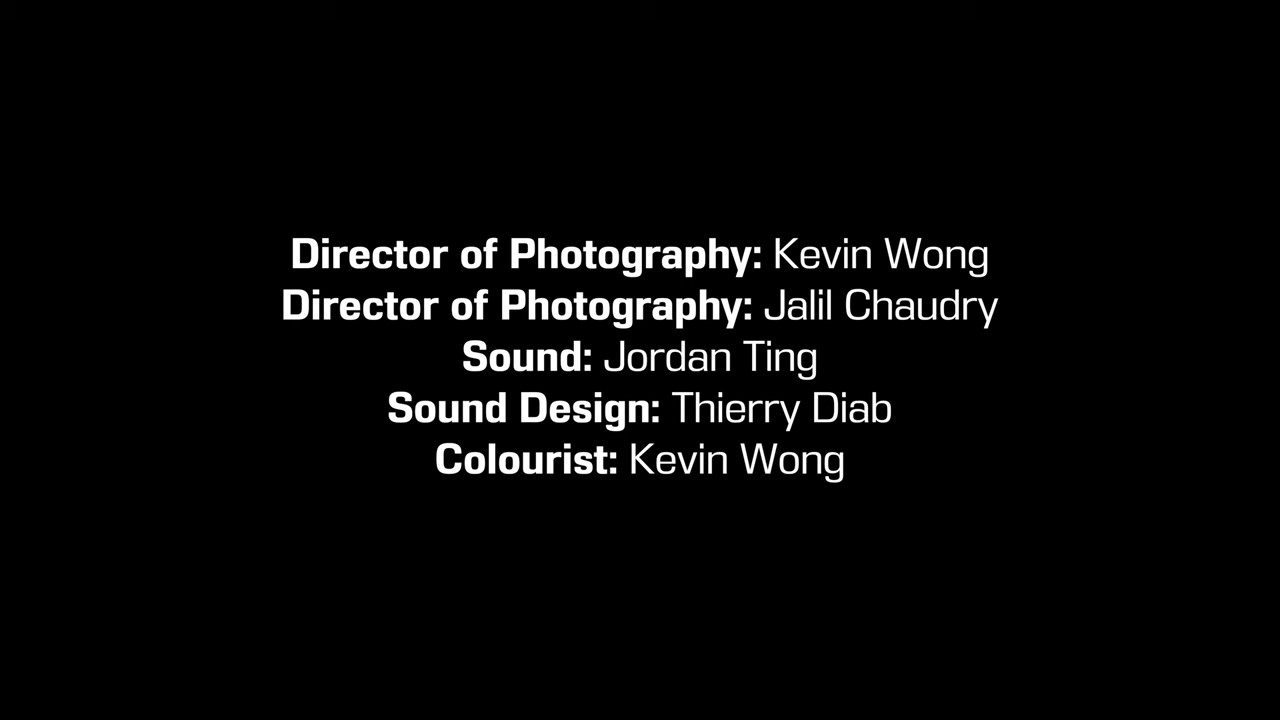 Director of Photography: Kevin Wong
Director of Photography: Jalil Chaudry
Sound: Jordan Ting
Sound Design: Thierry Diab
Colourist: Kevin Wong